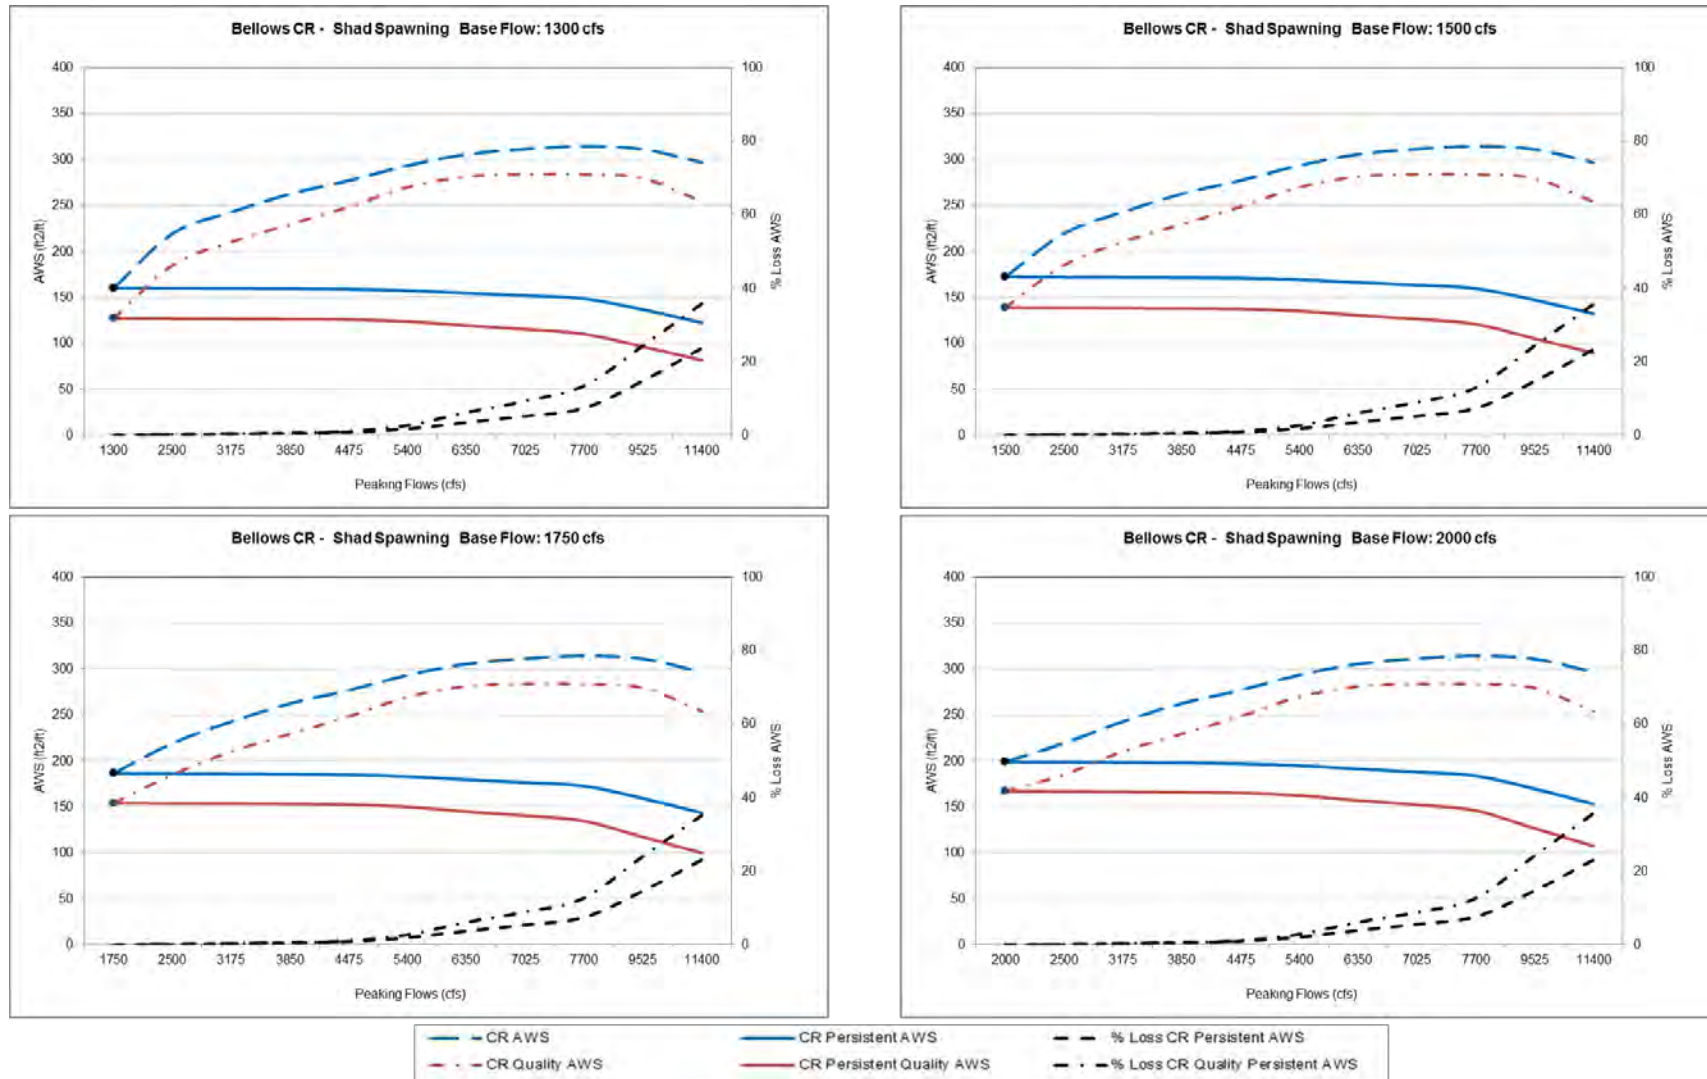 Bellows CR - Shad Spawning Base Flow: 1300 cfs
400
350
300
250
200
150
100
50
0
AWS (ft2/ft)
100
80
60
40
20
0
% Loss AWS
1300 2500 3175 3850 4475 5400 6350 7025 7700 9525 11400
Peaking Flows (cfs)
Bellows CR - Shad Spawning Base Flow: 1500 cfs
400
350
300
250
200
150
100
50
0
AWS (ft2/ft)
100
80
60
40
20
0
% Loss AWS
1500 2500 3175 3850 4475 5400 6350 7025 7700 9525 11400
Peaking Flows (cfs)
Bellows CR - Shad Spawning Base Flow: 1750 cfs
400
350
300
250
200
150
100
50
0
AWS (ft2/ft)
100
80
60
40
20
0
% Loss AWS
1750 2500 3175 3850 4475 5400 6350 7025 7700 9525 11400
Peaking Flows (cfs)
Bellows CR - Shad Spawning Base Flow: 2000 cfs
400
350
300
250
200
150
100
50
0
AWS (ft2/ft)
100
80
60
40
20
0
% Loss AWS
2000 2500 3175 3850 4475 5400 6350 7025 7700 9525 11400
Peaking Flows (cfs)
CR AWS
CR Persistent AWS
% Loss CR Persistent AWS
CR Quality AWS
CR Persistent Quality AWS
% Loss CR Quality Persistent AWS